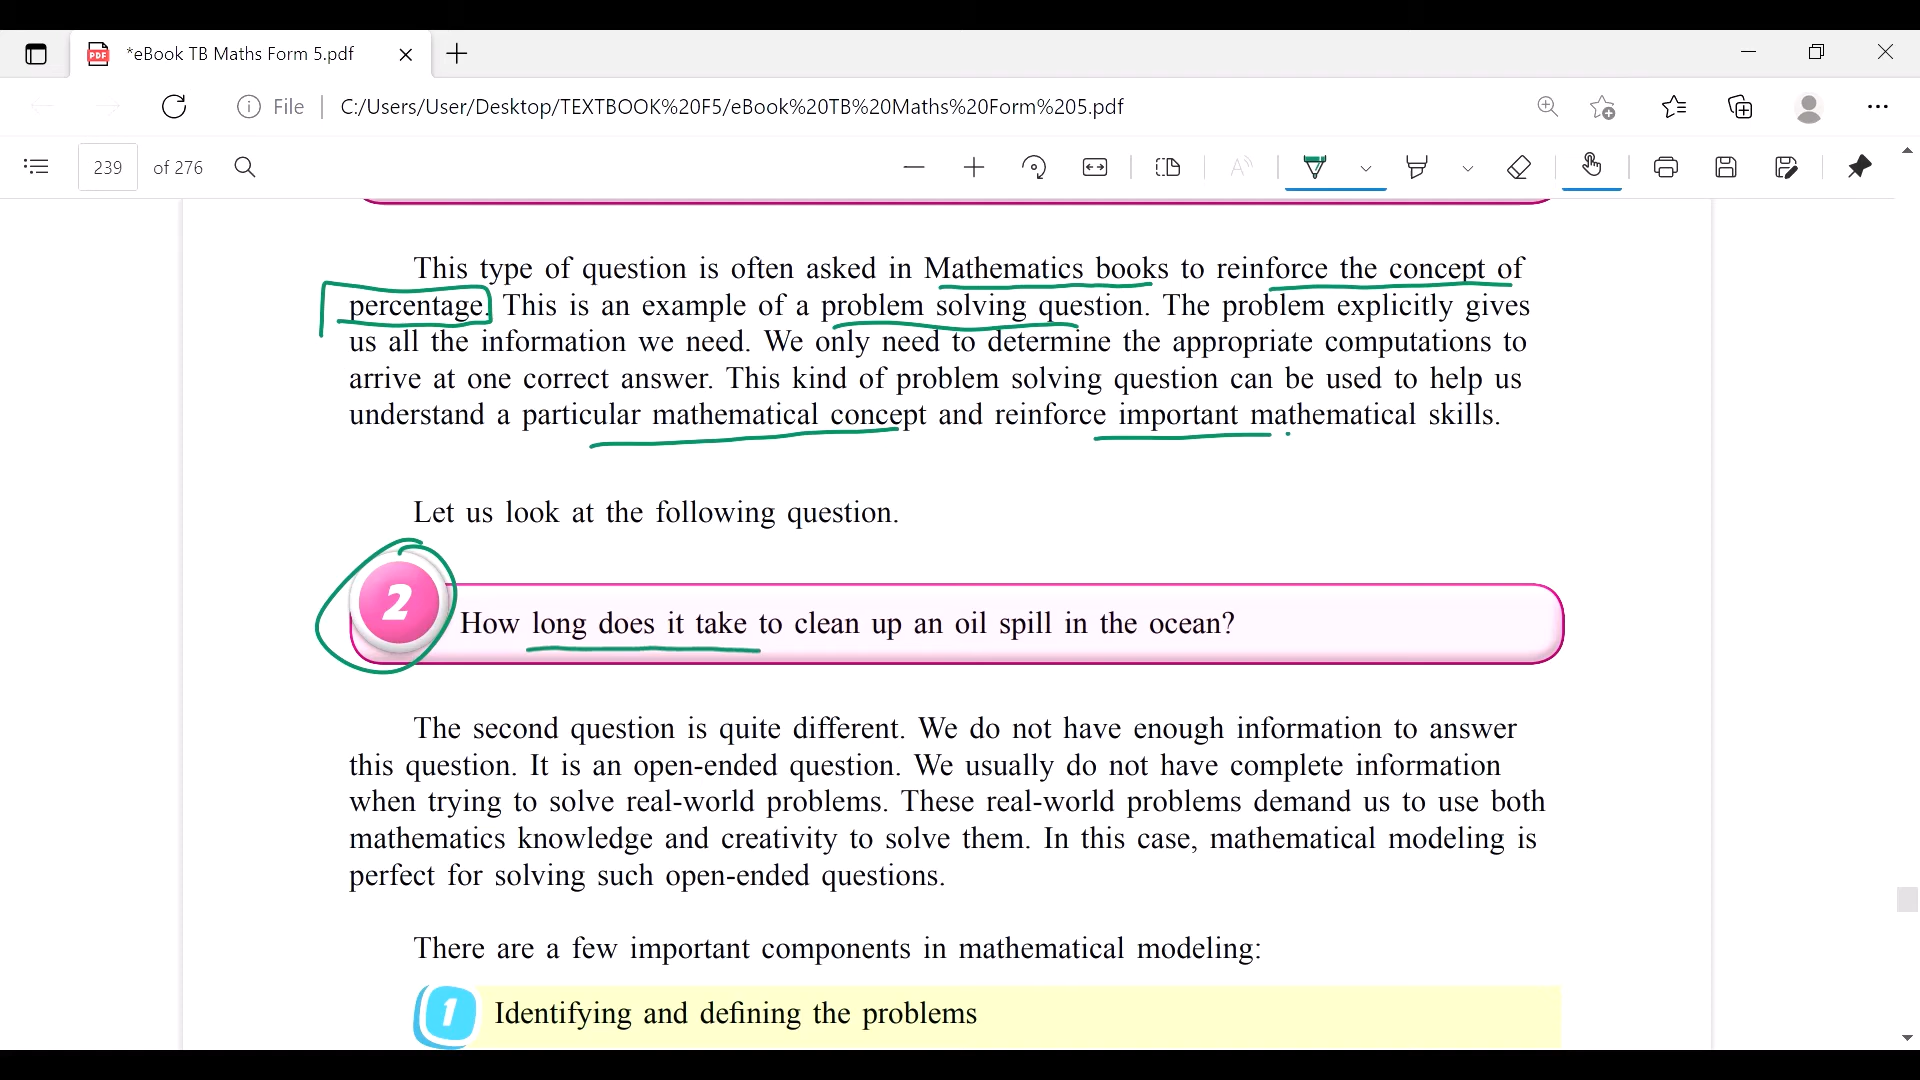 *eBook TB Maths Form 5.pdf
File
C:/Users/User/Desktop/TEXTBOOK%20F5/eBook%20TB%20Maths%20Form%205.pdf
239 of 276
This type of question is often asked in Mathematics books to reinforce the concept of
percentage. This is an example of a problem solving question. The problem explicitly gives
us all the information we need. We only need to determine the appropriate computations to
arrive at one correct answer. This kind of problem solving question can be used to help us
understand a particular mathematical concept and reinforce important mathematical skills.
Let us look at the following question.
2
How long does it take to clean up an oil spill in the ocean?
The second question is quite different. We do not have enough information to answer
this question. It is an open-ended question. We usually do not have complete information
when trying to solve real-world problems. These real-world problems demand us to use both
mathematics knowledge and creativity to solve them. In this case, mathematical modeling is
perfect for solving such open-ended questions.
There are a few important components in mathematical modeling:
1 Identifying and defining the problems